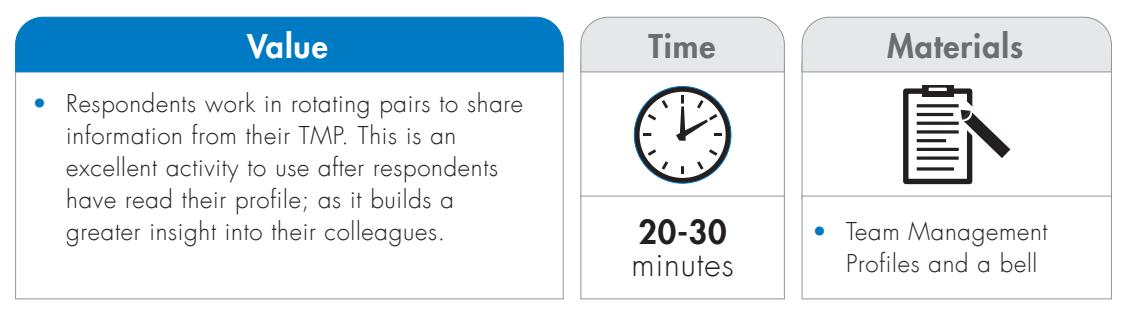 Value
• Respondents work in rotating pairs to share
information from their TMP. This is an
excellent activity to use after respondents
have read their profile; as it builds a
greater insight into their colleagues.
Time
20-30
minutes
Materials
• Team Management
Profiles and a bell